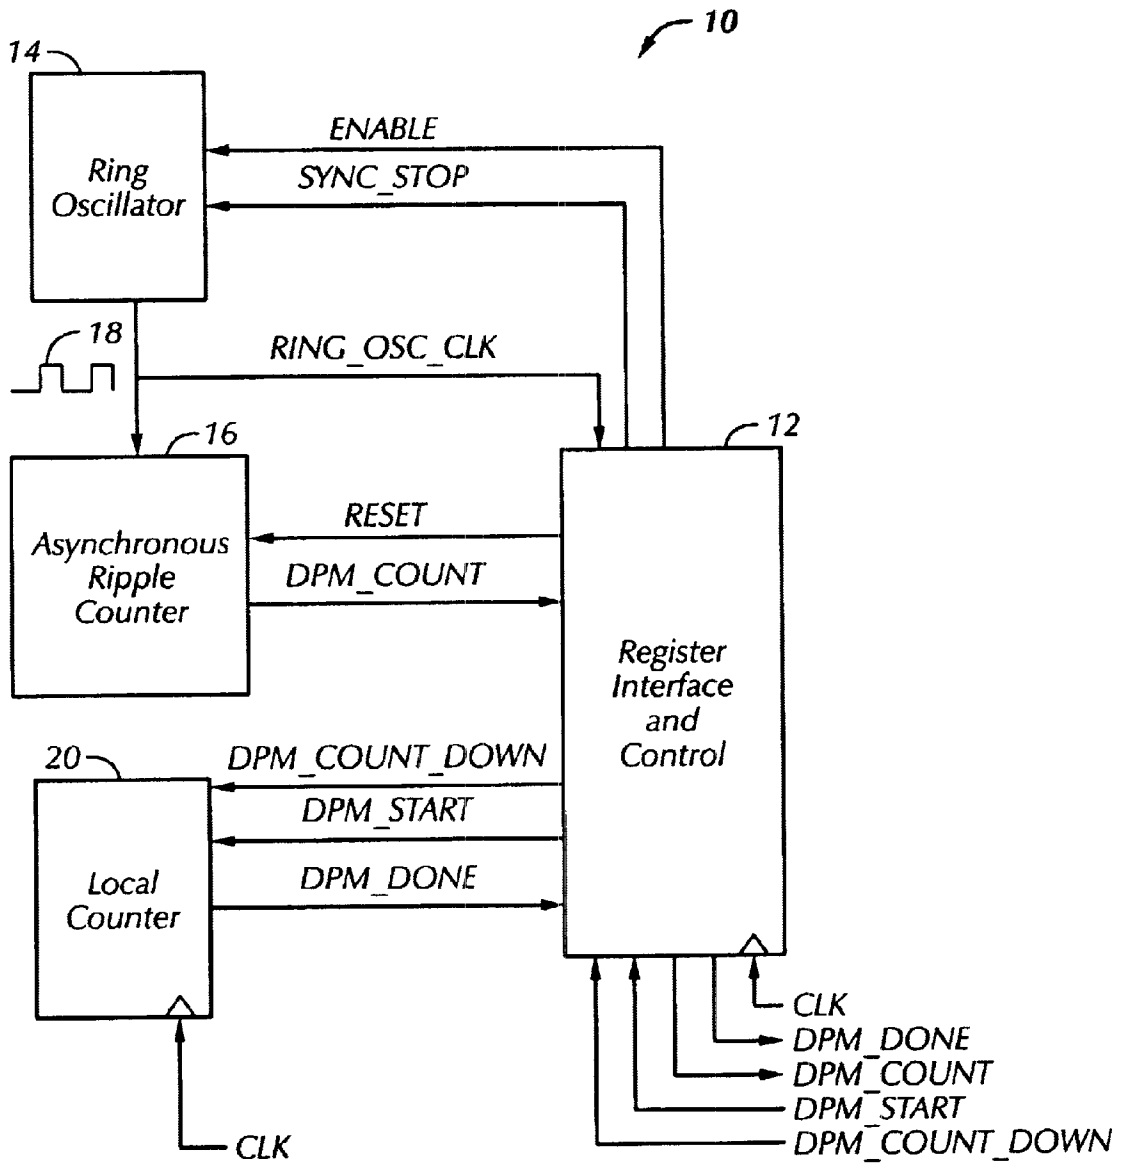 10
14
ENABLE
Ring
Oscillator
SYNC_STOP
18
RING_OSC_CLK
16
12
RESET
Asynchronous
Ripple
Counter
DPM_COUNT
Register
Interface
and
Control
20
DPM_COUNT_DOWN
DPM_START
DPM_DONE
Local
Counter
CLK
DPM_DONE
DPM_COUNT
DPM_START
DPM_COUNT_DOWN
CLK